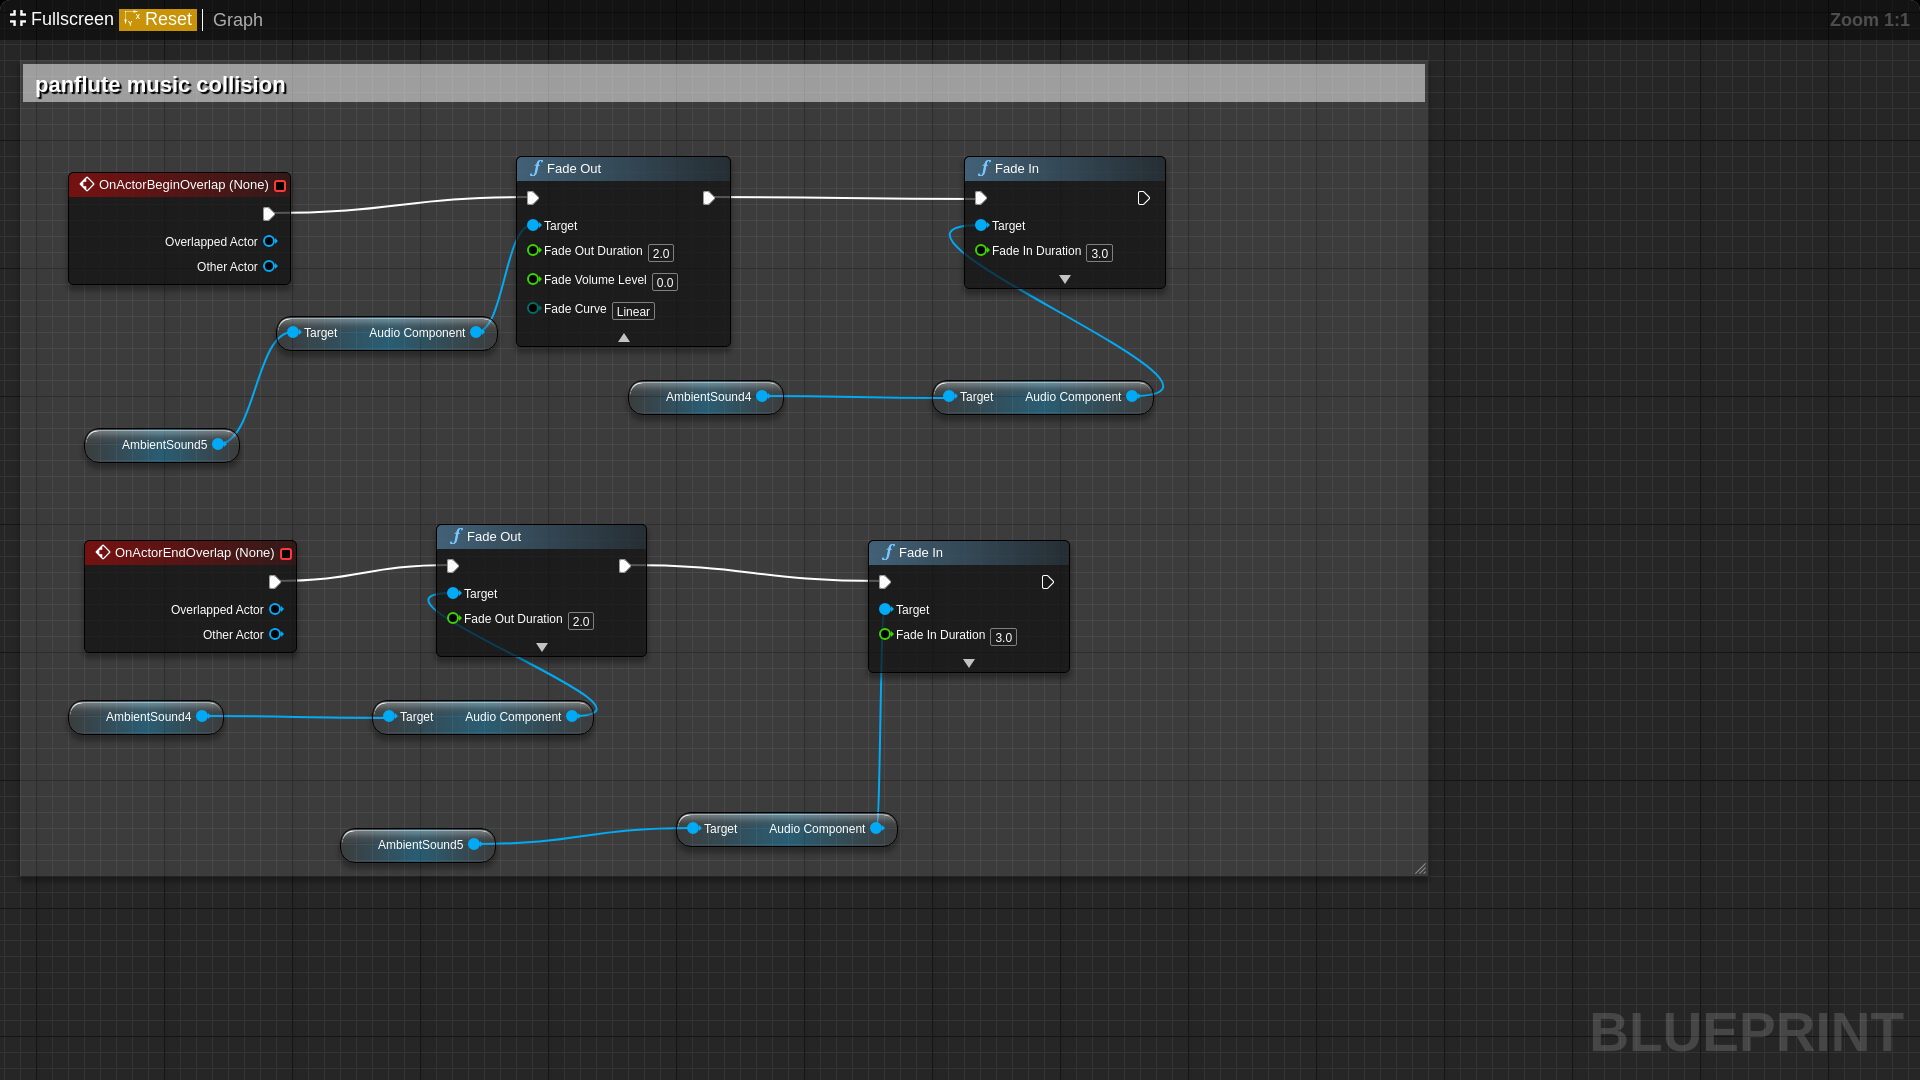 Fullscreen Reset Graph Zoom 1:1
panflute music collision
OnActorBeginOverlap (None)
Overlapped Actor
Other Actor
Fade Out
Target
Fade Out Duration 2.0
Fade Volume Level 0.0
Fade Curve Linear
Fade In
Target
Fade In Duration 3.0
Target Audio Component
AmbientSound5
AmbientSound4
Target Audio Component
OnActorEndOverlap (None)
Overlapped Actor
Other Actor
Fade Out
Target
Fade Out Duration 2.0
Fade In
Target
Fade In Duration 3.0
AmbientSound4
Target Audio Component
AmbientSound5
Target Audio Component
BLUEPRINT